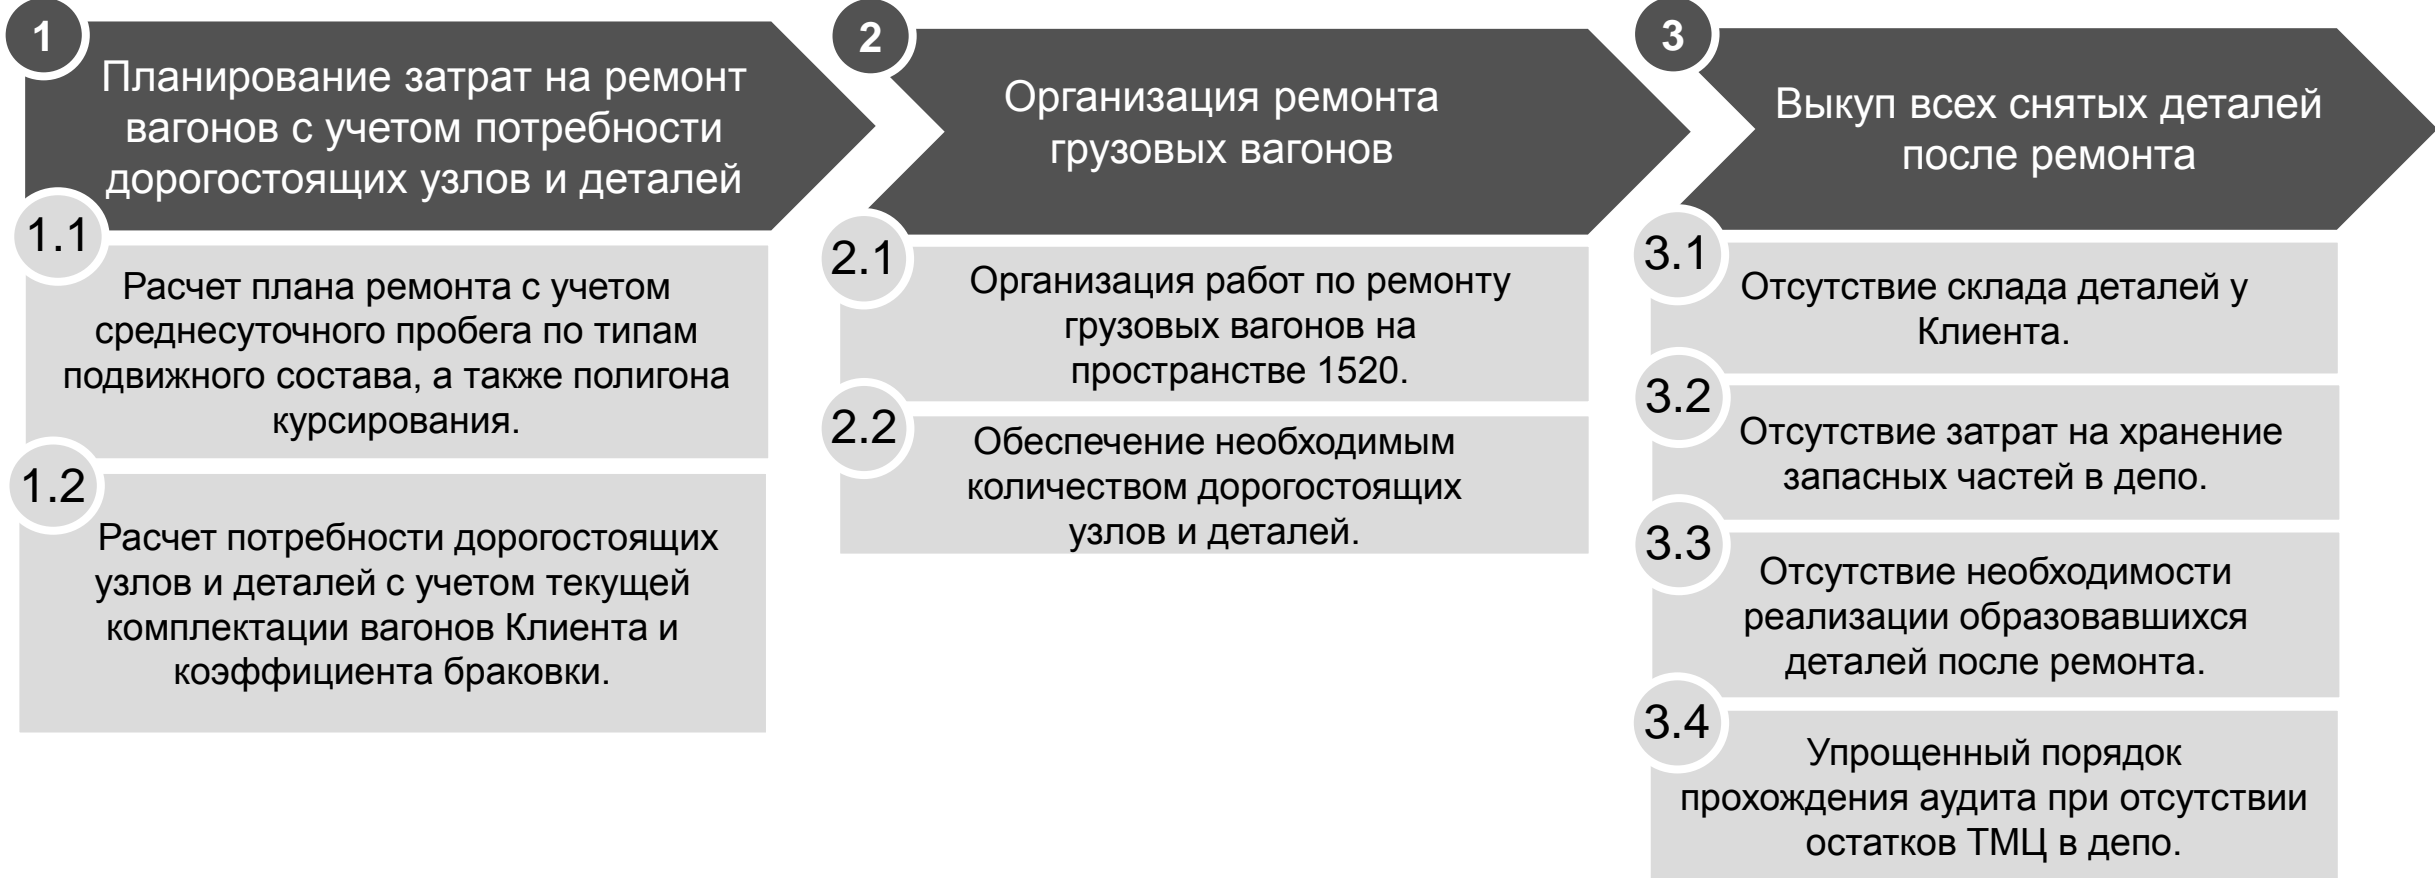 1
Планирование затрат на ремонт
вагонов с учетом потребности
дорогостоящих узлов и деталей
1.1
Расчет плана ремонта с учетом
среднесуточного пробега по типам
подвижного состава, а также полигона
курсирования.
1.2
Расчет потребности дорогостоящих
узлов и деталей с учетом текущей
комплектации вагонов Клиента и
коэффициента браковки.
2
Организация ремонта
грузовых вагонов
2.1
Организация работ по ремонту
грузовых вагонов на
пространстве 1520.
2.2
Обеспечение необходимым
количеством дорогостоящих
узлов и деталей.
3
Выкуп всех снятых деталей
после ремонта
3.1
Отсутствие склада деталей у
Клиента.
3.2
Отсутствие затрат на хранение
запасных частей в депо.
3.3
Отсутствие необходимости
реализации образовавшихся
деталей после ремонта.
3.4
Упрощенный порядок
прохождения аудита при отсутствии
остатков ТМЦ в депо.